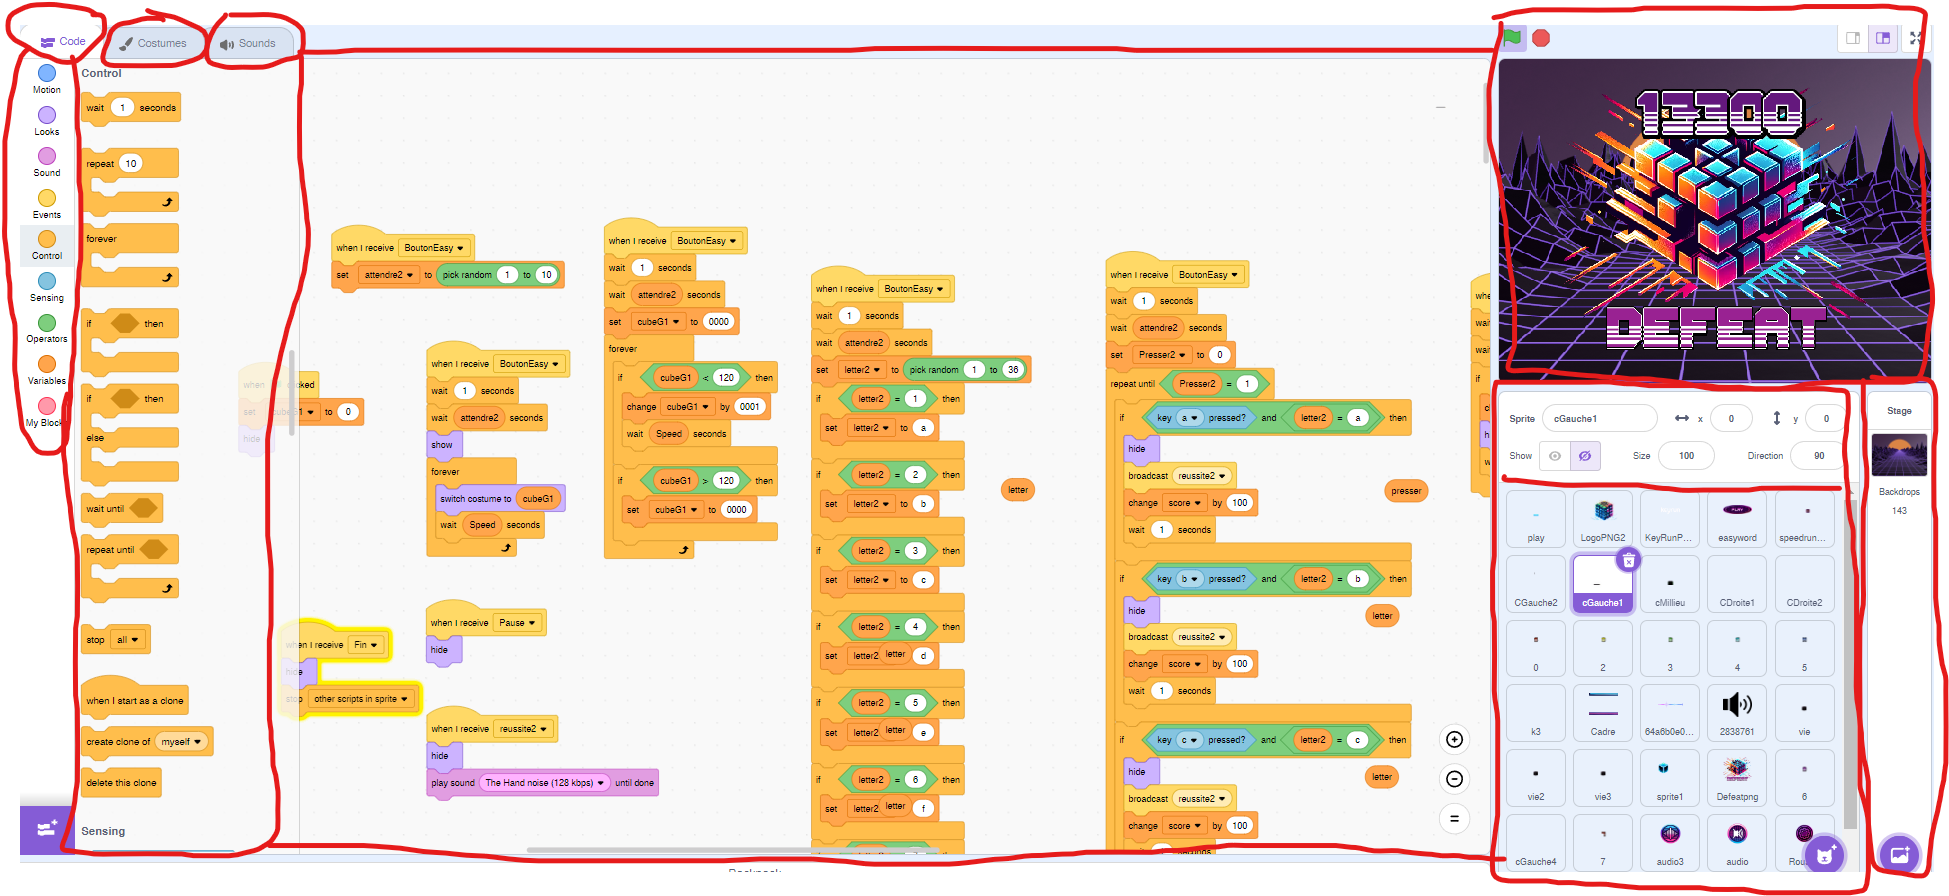 Code
Costumes
Sounds
Motion
Looks
Sound
Events
Control
Sensing
Operators
Variables
My Block
Control
wait 1 seconds
repeat 10
forever
if then
if then
else
wait until
repeat until
stop all
when I start as a clone
create clone of myself
delete this clone
Sensing
when clicked
set cubeG1 to 0
hide
when I receive BoutonEasy
set attendre2 to pick random 1 to 10
when I receive Fin
hide
stop other scripts in sprite
when I receive BoutonEasy
wait 1 seconds
wait attendre2 seconds
show
forever
switch costume to cubeG1
wait Speed seconds
when I receive Pause
hide
when I receive reussite2
hide
play sound The Hand noise (128 kbps) until done
when I receive BoutonEasy
wait 1 seconds
wait attendre2 seconds
set cubeG1 to 0000
forever
if cubeG1 < 120 then
change cubeG1 by 0001
wait Speed seconds
if cubeG1 > 120 then
set cubeG1 to 0000
when I receive BoutonEasy
wait 1 seconds
wait attendre2 seconds
set letter2 to pick random 1 to 36
if letter2 = 1 then
set letter2 to a
if letter2 = 2 then
set letter2 to b
if letter2 = 3 then
set letter2 to c
if letter2 = 4 then
set letter2 letter d
if letter2 = 5 then
set letter2 letter e
if letter2 = 6 then
set letter2 letter f
letter
when I receive BoutonEasy
wait 1 seconds
wait attendre2 seconds
set Presser2 to 0
repeat until Presser2 = 1
if key a pressed? and letter2 = a then
hide
broadcast reussite2
change score by 100
wait 1 seconds
if key b pressed? and letter2 = b then
hide
broadcast reussite2
change score by 100
wait 1 seconds
if key c pressed? and letter2 = c then
hide
broadcast reussite2
change score by 100
seconds
presser
letter
letter
13300
DEFEAT
Sprite cGauche1 x 0 y 0
Show Size 100 Direction 90
play LogoPNG2 KeyRunP... easyword speedrun...
CGauche2 cGauche1 cMillieu CDroite1 CDroite2
0 2 3 4 5
k3 Cadre 64a6b0e0... 2838761 vie
vie2 vie3 sprite1 Defeatpng 6
cGauche4 7 audio3 audio
Stage
Backdrops
143